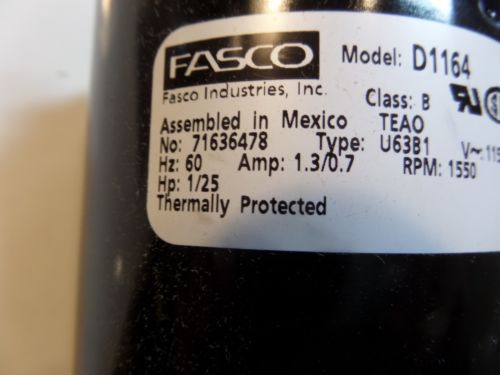 FASCO Model: D1164
Fasco Industries, Inc. Class: B
Assembled in Mexico TEAO
No: 71636478 Type: U63B1
Hz: 60 Amp: 1.3/0.7 RPM: 1550
Hp: 1/25
Thermally Protected